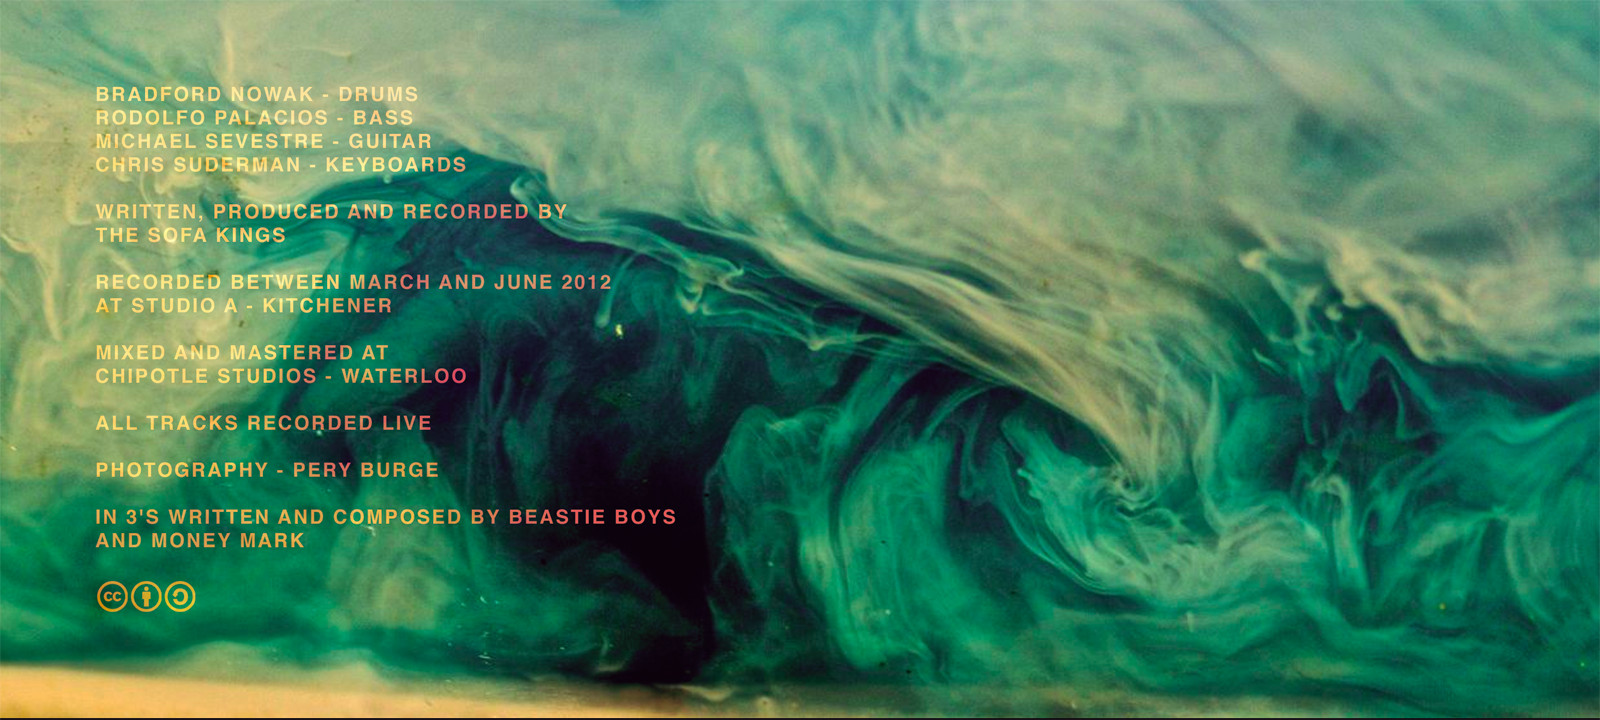 BRADFORD NOWAK - DRUMS
RODOLFO PALACIOS - BASS
MICHAEL SEVESTRE - GUITAR
CHRIS SUDERMAN - KEYBOARDS
WRITTEN, PRODUCED AND RECORDED BY
THE SOFA KINGS
RECORDED BETWEEN MARCH AND JUNE 2012
AT STUDIO A - KITCHENER
MIXED AND MASTERED AT
CHIPOTLE STUDIOS - WATERLOO
ALL TRACKS RECORDED LIVE
PHOTOGRAPHY - PERY BURGE
IN 3'S WRITTEN AND COMPOSED BY BEASTIE BOYS
AND MONEY MARK
cc